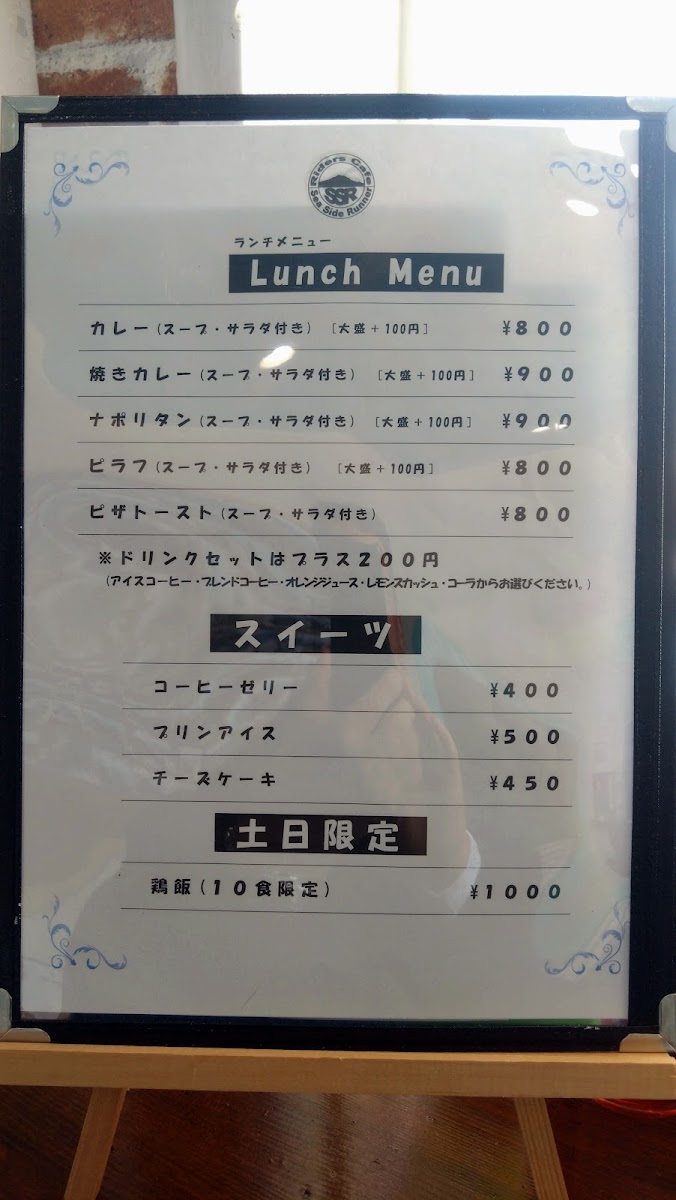 Riders Cafe
SSR
Sea Side Runner
ランチメニュー
Lunch Menu
カレー(スープ・サラダ付き) [大盛+100円] ¥800
焼きカレー(スープ・サラダ付き) [大盛+100円] ¥900
ナポリタン(スープ・サラダ付き) [大盛+100円] ¥900
ピラフ(スープ・サラダ付き) [大盛+100円] ¥800
ピザトースト(スープ・サラダ付き) ¥800
※ドリンクセットはプラス200円
(アイスコーヒー・ブレンドコーヒー・オレンジジュース・レモンスカッシュ・コーラからお選びください。)
スイーツ
コーヒーゼリー ¥400
プリンアイス ¥500
チーズケーキ ¥450
土日限定
鶏飯(10食限定) ¥1000